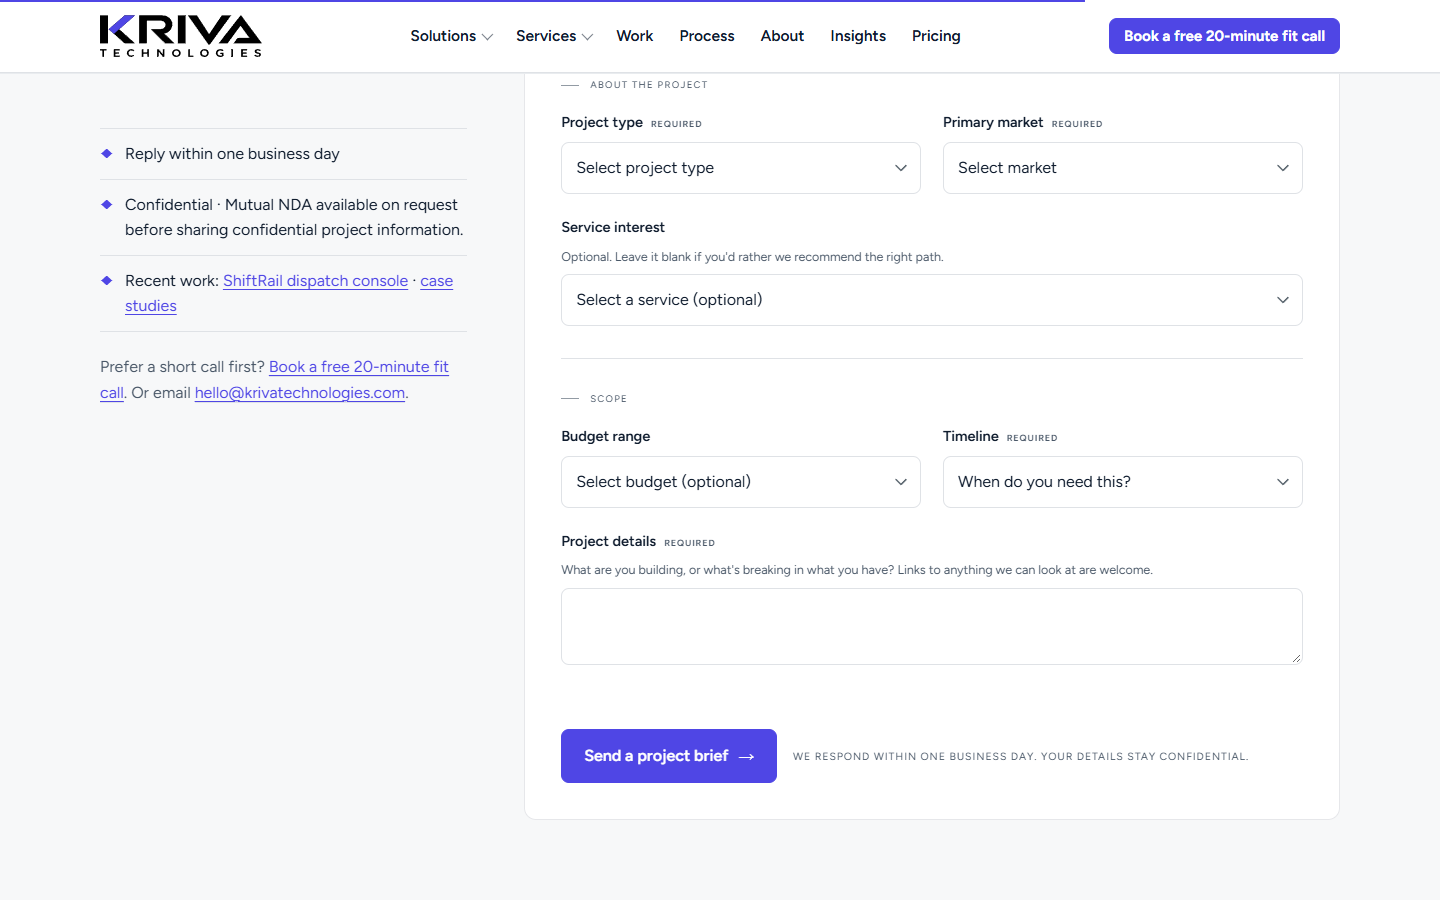 KRIVA
TECHNOLOGIES
Solutions Services Work Process About Insights Pricing
Book a free 20-minute fit call
Reply within one business day
Confidential · Mutual NDA available on request
before sharing confidential project information.
Recent work: ShiftRail dispatch console · case
studies
Prefer a short call first? Book a free 20-minute fit
call. Or email hello@krivatechnologies.com.
ABOUT THE PROJECT
Project type REQUIRED
Select project type
Primary market REQUIRED
Select market
Service interest
Optional. Leave it blank if you'd rather we recommend the right path.
Select a service (optional)
SCOPE
Budget range
Select budget (optional)
Timeline REQUIRED
When do you need this?
Project details REQUIRED
What are you building, or what's breaking in what you have? Links to anything we can look at are welcome.
Send a project brief →
WE RESPOND WITHIN ONE BUSINESS DAY. YOUR DETAILS STAY CONFIDENTIAL.